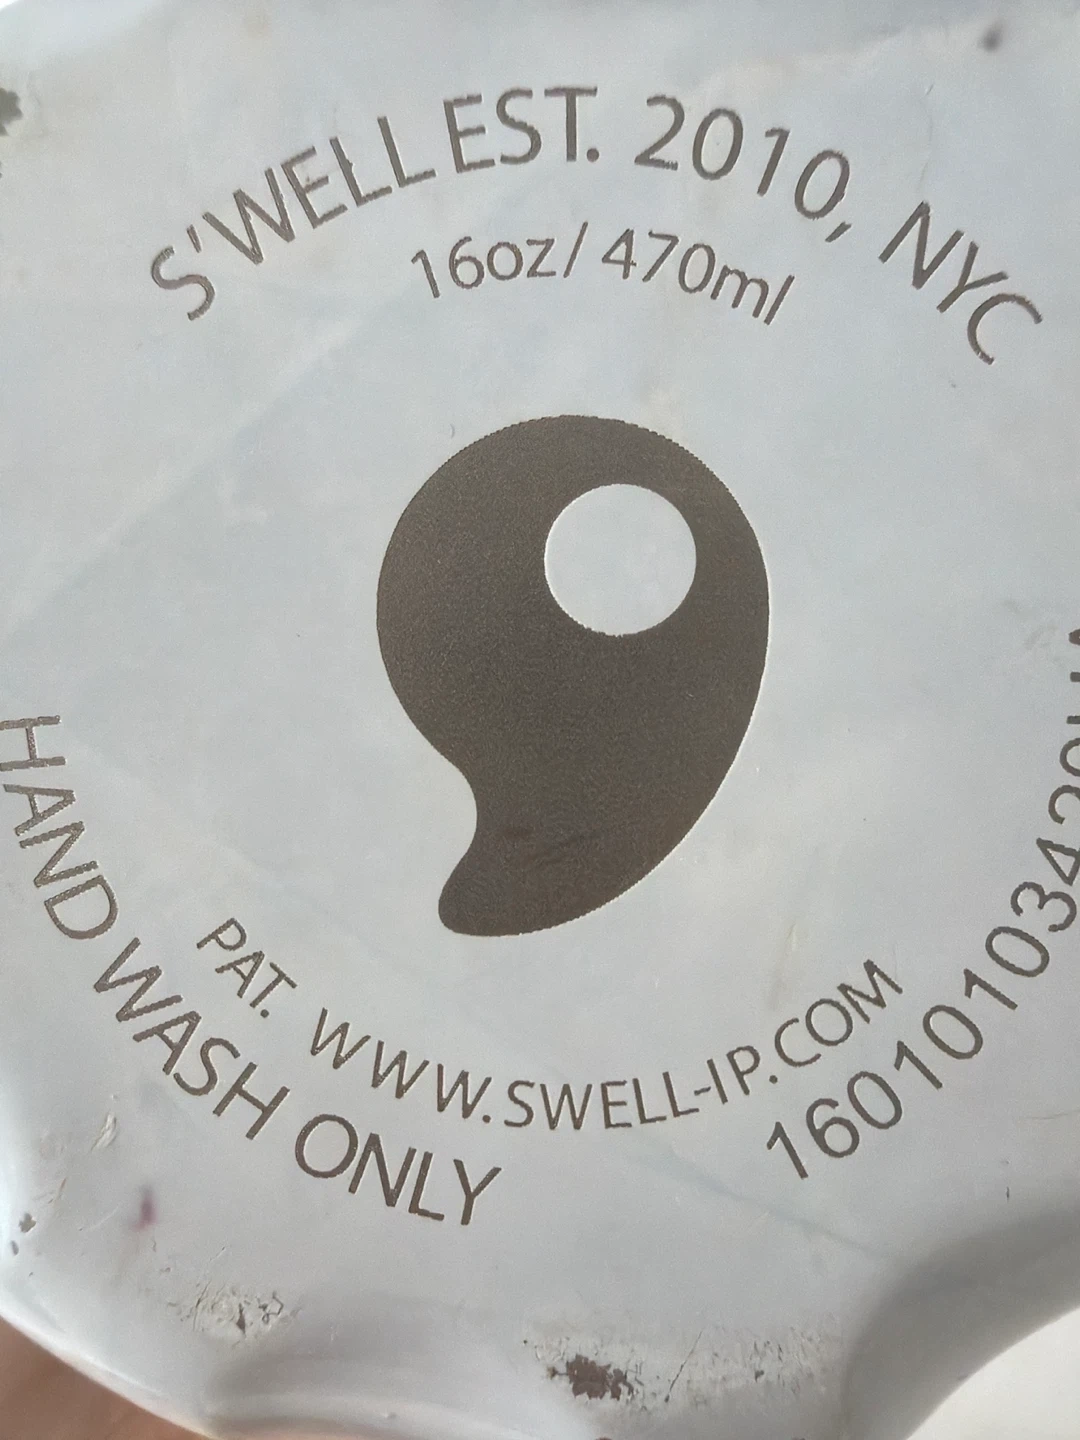 S'WELL EST. 2010, NYC
16oz/ 470ml
PAT. WWW.SWELL-IP.COM
HAND WASH ONLY